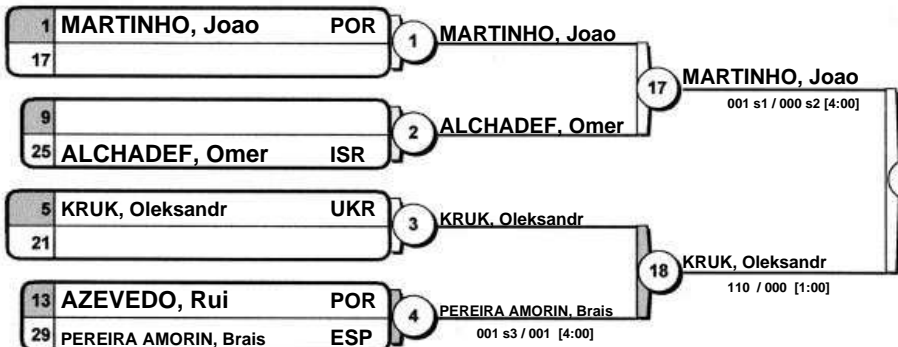 1 MARTINHO, Joao POR
17
1 MARTINHO, Joao
9
25 ALCHADEF, Omer ISR
2 ALCHADEF, Omer
17 MARTINHO, Joao
001 s1 / 000 s2 [4:00]
5 KRUK, Oleksandr UKR
21
3 KRUK, Oleksandr
13 AZEVEDO, Rui POR
29 PEREIRA AMORIN, Brais ESP
4 PEREIRA AMORIN, Brais
001 s3 / 001 [4:00]
18 KRUK, Oleksandr
110 / 000 [1:00]